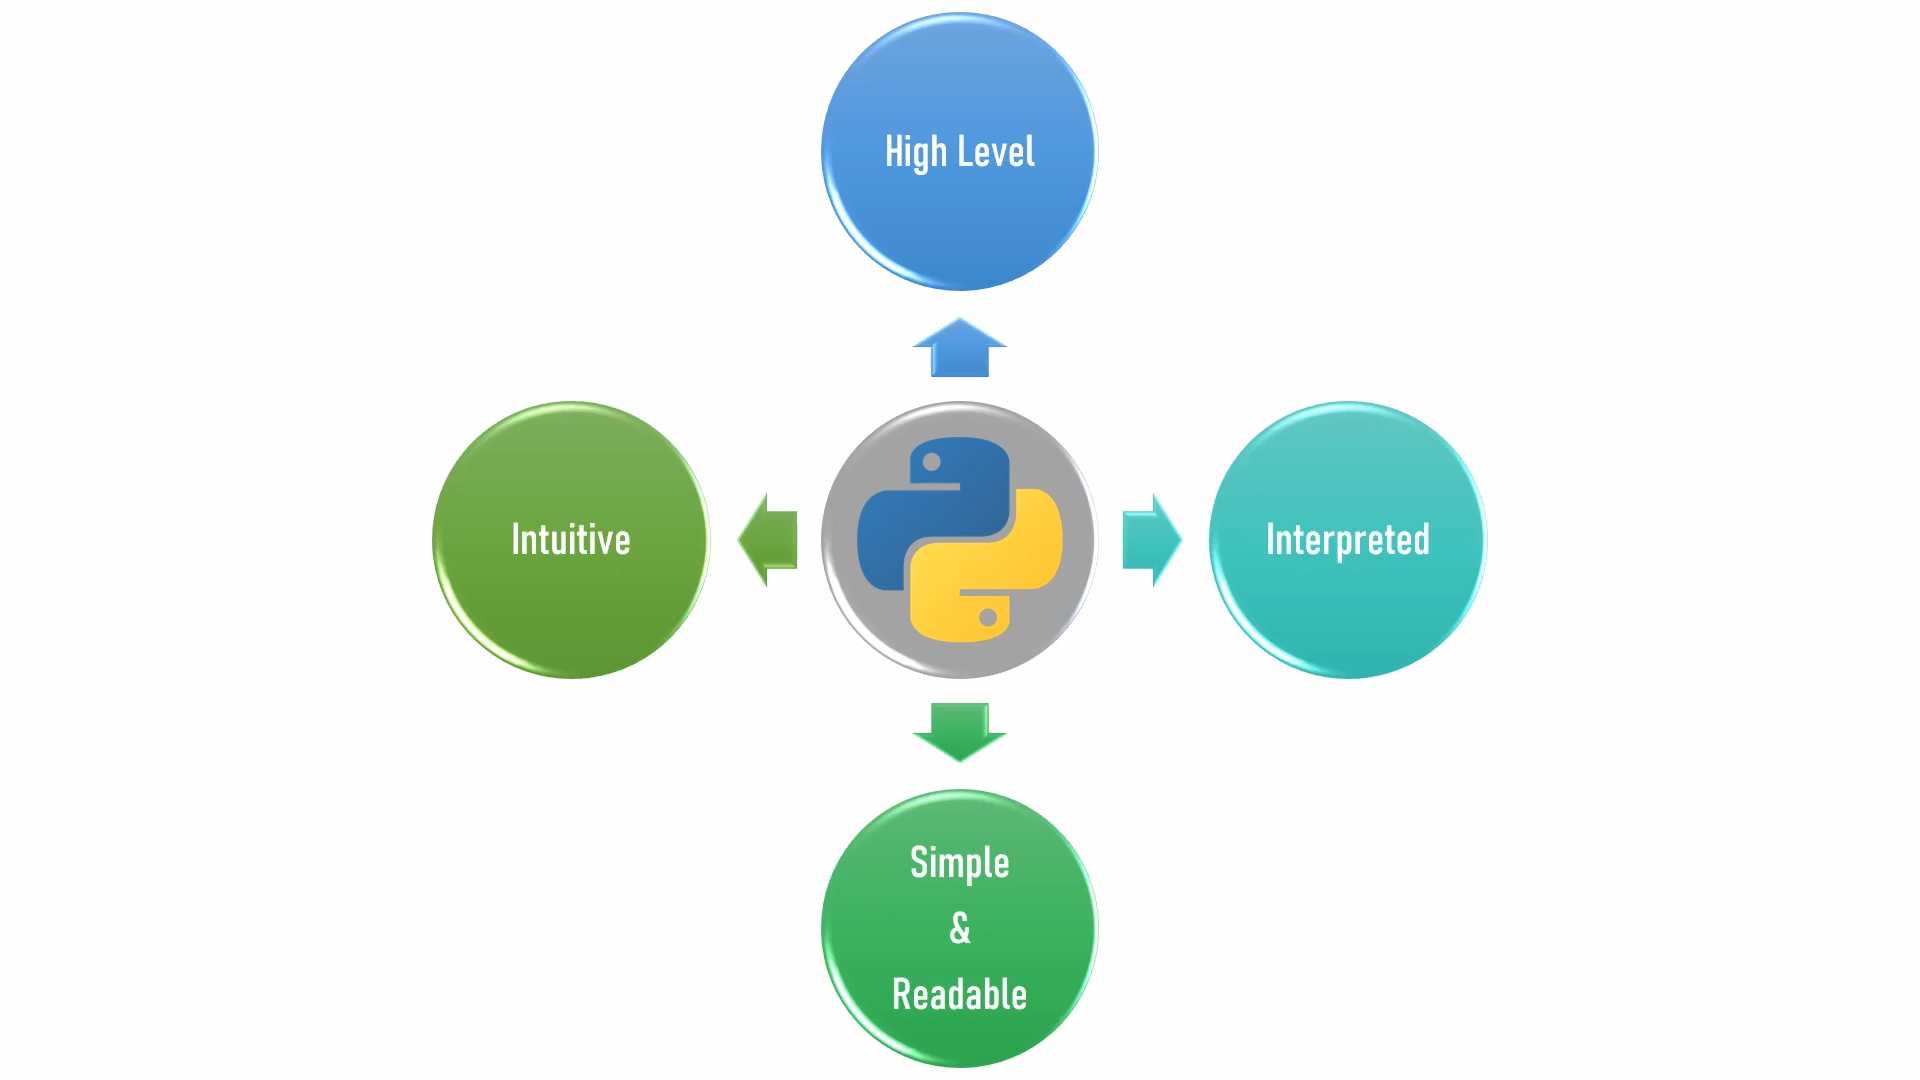 High Level
Intuitive
Interpreted
Simple
&
Readable